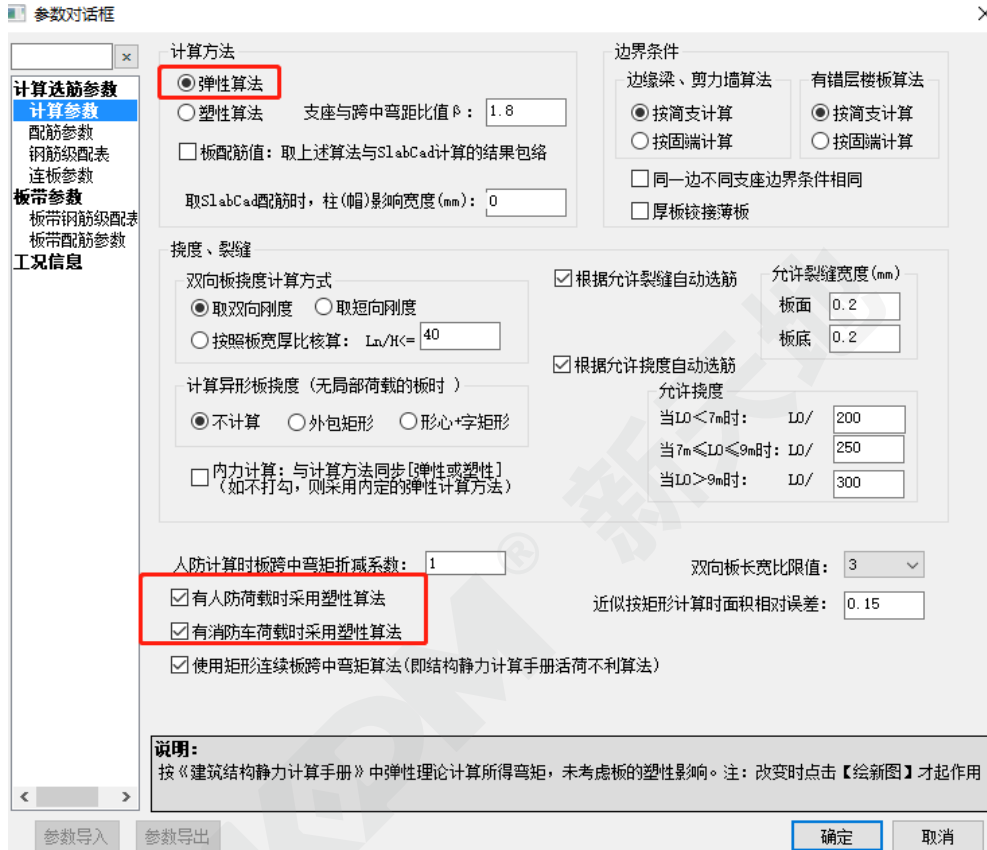 参数对话框
计算选筋参数
计算参数
配筋参数
钢筋级配表
连板参数
板带参数
板带钢筋级配表
板带配筋参数
工况信息
计算方法
弹性算法
塑性算法 支座与跨中弯距比值β: 1.8
板配筋值: 取上述算法与SlabCad计算的结果包络
取SlabCad配筋时，柱(帽)影响宽度(mm): 0
边界条件
边缘梁、剪力墙算法
按简支计算
按固端计算
有错层楼板算法
按简支计算
按固端计算
同一边不同支座边界条件相同
厚板铰接薄板
挠度、裂缝
双向板挠度计算方式
取双向刚度 取短向刚度
按照板宽厚比核算: Ln/H<= 40
计算异形板挠度 (无局部荷载的板时 )
不计算 外包矩形 形心+字矩形
内力计算: 与计算方法同步[弹性或塑性]
(如不打勾，则采用内定的弹性计算方法)
根据允许裂缝自动选筋
允许裂缝宽度(mm)
板面 0.2
板底 0.2
根据允许挠度自动选筋
允许挠度
当L0＜7m时: L0/ 200
当7m≤L0≤9m时: L0/ 250
当L0＞9m时: L0/ 300
人防计算时板跨中弯矩折减系数: 1
有人防荷载时采用塑性算法
有消防车荷载时采用塑性算法
使用矩形连续板跨中弯矩算法(即结构静力计算手册活荷不利算法)
双向板长宽比限值: 3
近似按矩形计算时面积相对误差: 0.15
说明:
按《建筑结构静力计算手册》中弹性理论计算所得弯矩，未考虑板的塑性影响。注: 改变时点击【绘新图】才起作用
参数导入 参数导出 确定 取消
新天地®